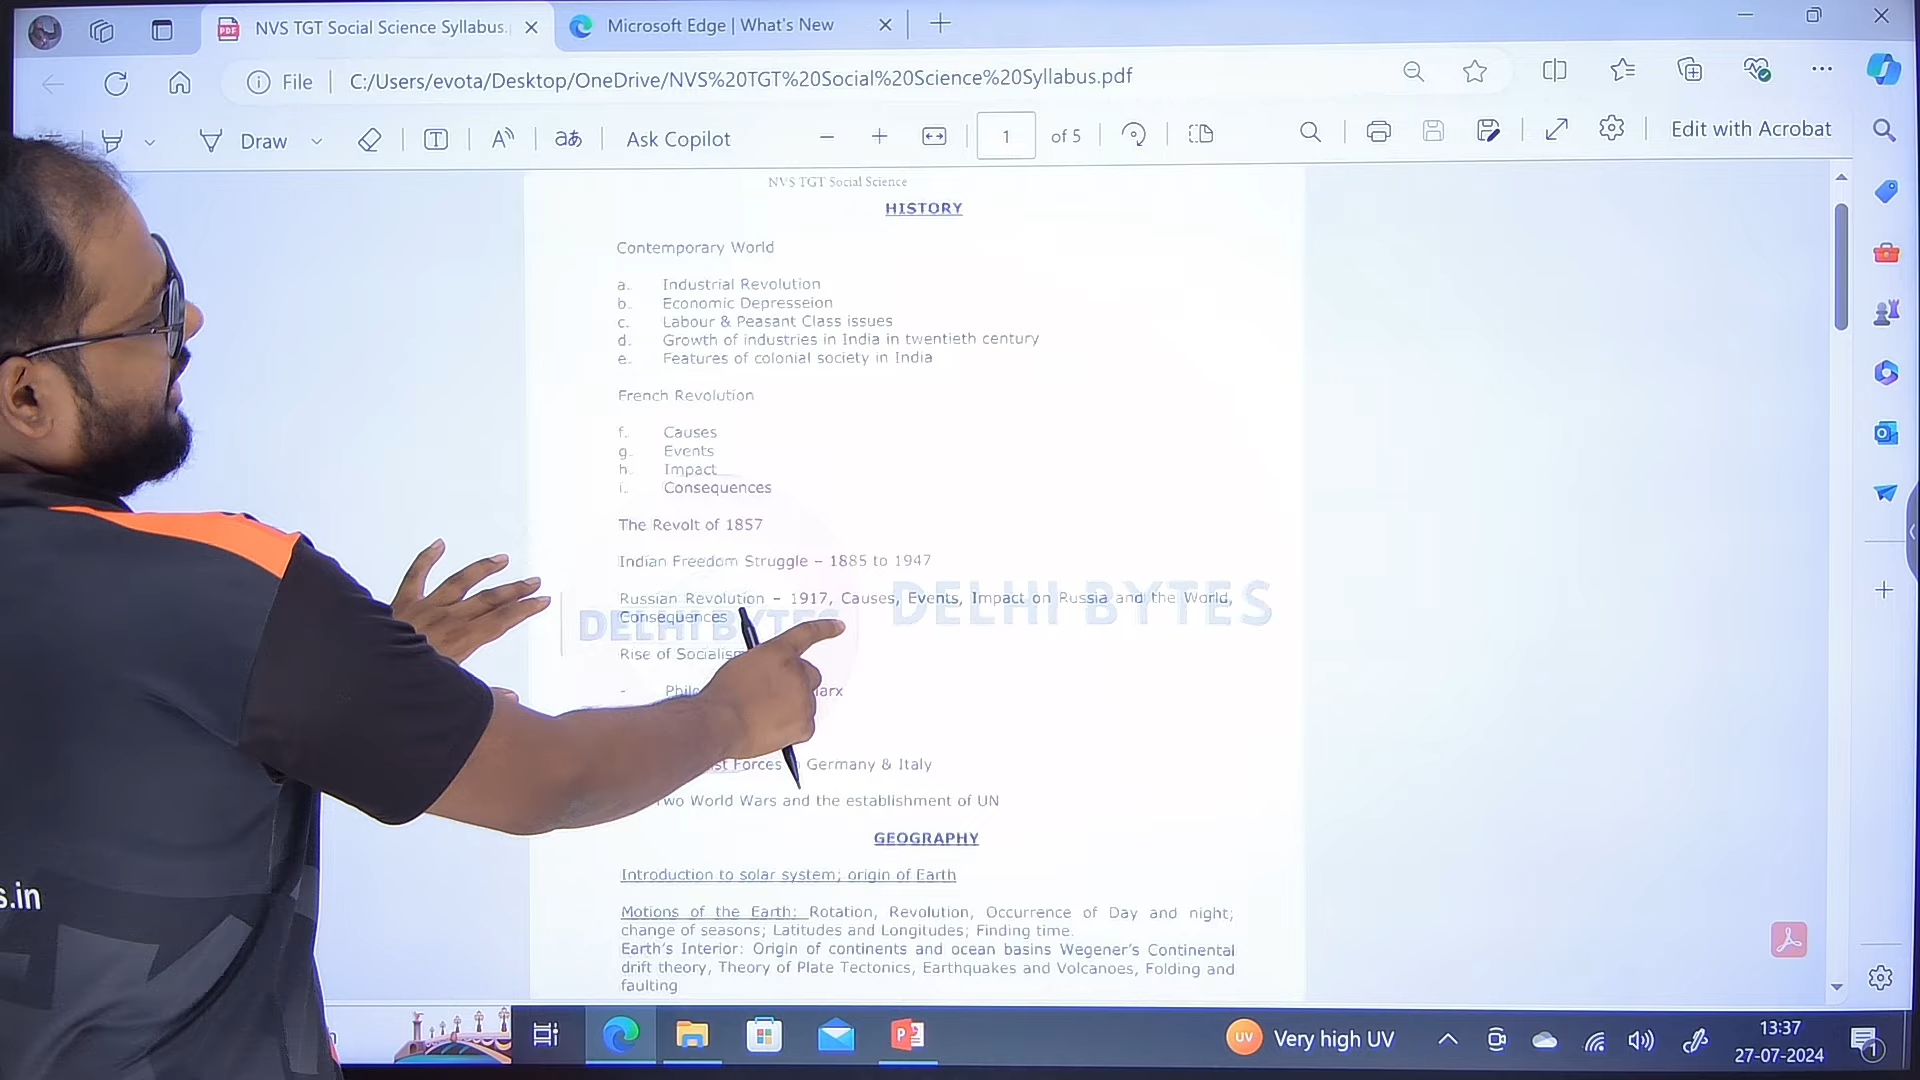 NVS TGT Social Science Syllabus.
Microsoft Edge | What's New
File
C:/Users/evota/Desktop/OneDrive/NVS%20TGT%20Social%20Science%20Syllabus.pdf
Draw
Ask Copilot
1
of 5
Edit with Acrobat
NVS TGT Social Science
HISTORY
Contemporary World
a. Industrial Revolution
b. Economic Depresseion
c. Labour & Peasant Class issues
d. Growth of industries in India in twentieth century
e. Features of colonial society in India
French Revolution
f. Causes
g. Events
h. Impact
i. Consequences
The Revolt of 1857
Indian Freedom Struggle – 1885 to 1947
Russian Revolution – 1917, Causes, Events, Impact on Russia and the World,
Consequences
DELHI BYTES
DELHI BYTES
Rise of Socialism
-
Forces
Germany & Italy
Two World Wars and the establishment of UN
GEOGRAPHY
Introduction to solar system; origin of Earth
Motions of the Earth: Rotation, Revolution, Occurrence of Day and night;
change of seasons; Latitudes and Longitudes; Finding time.
Earth's Interior: Origin of continents and ocean basins Wegener's Continental
drift theory, Theory of Plate Tectonics, Earthquakes and Volcanoes, Folding and
faulting
s.in
UV
Very high UV
13:37
27-07-2024
1